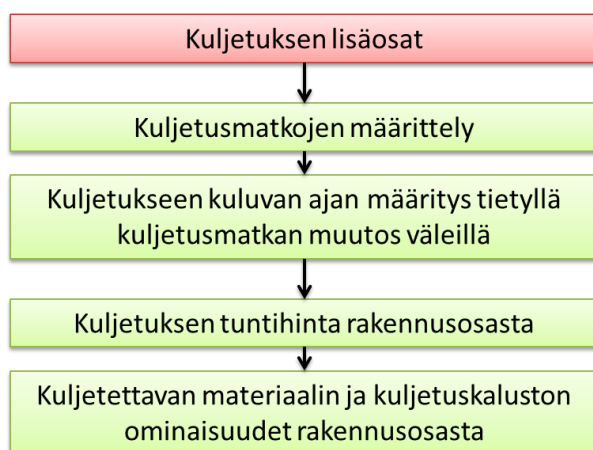 Kuljetuksen lisäosat
Kuljetusmatkojen määrittely
Kuljetukseen kuluvan ajan määritys tietyllä
kuljetusmatkan muutos väleillä
Kuljetuksen tuntihinta rakennusosasta
Kuljetettavan materiaalin ja kuljetuskaluston
ominaisuudet rakennusosasta